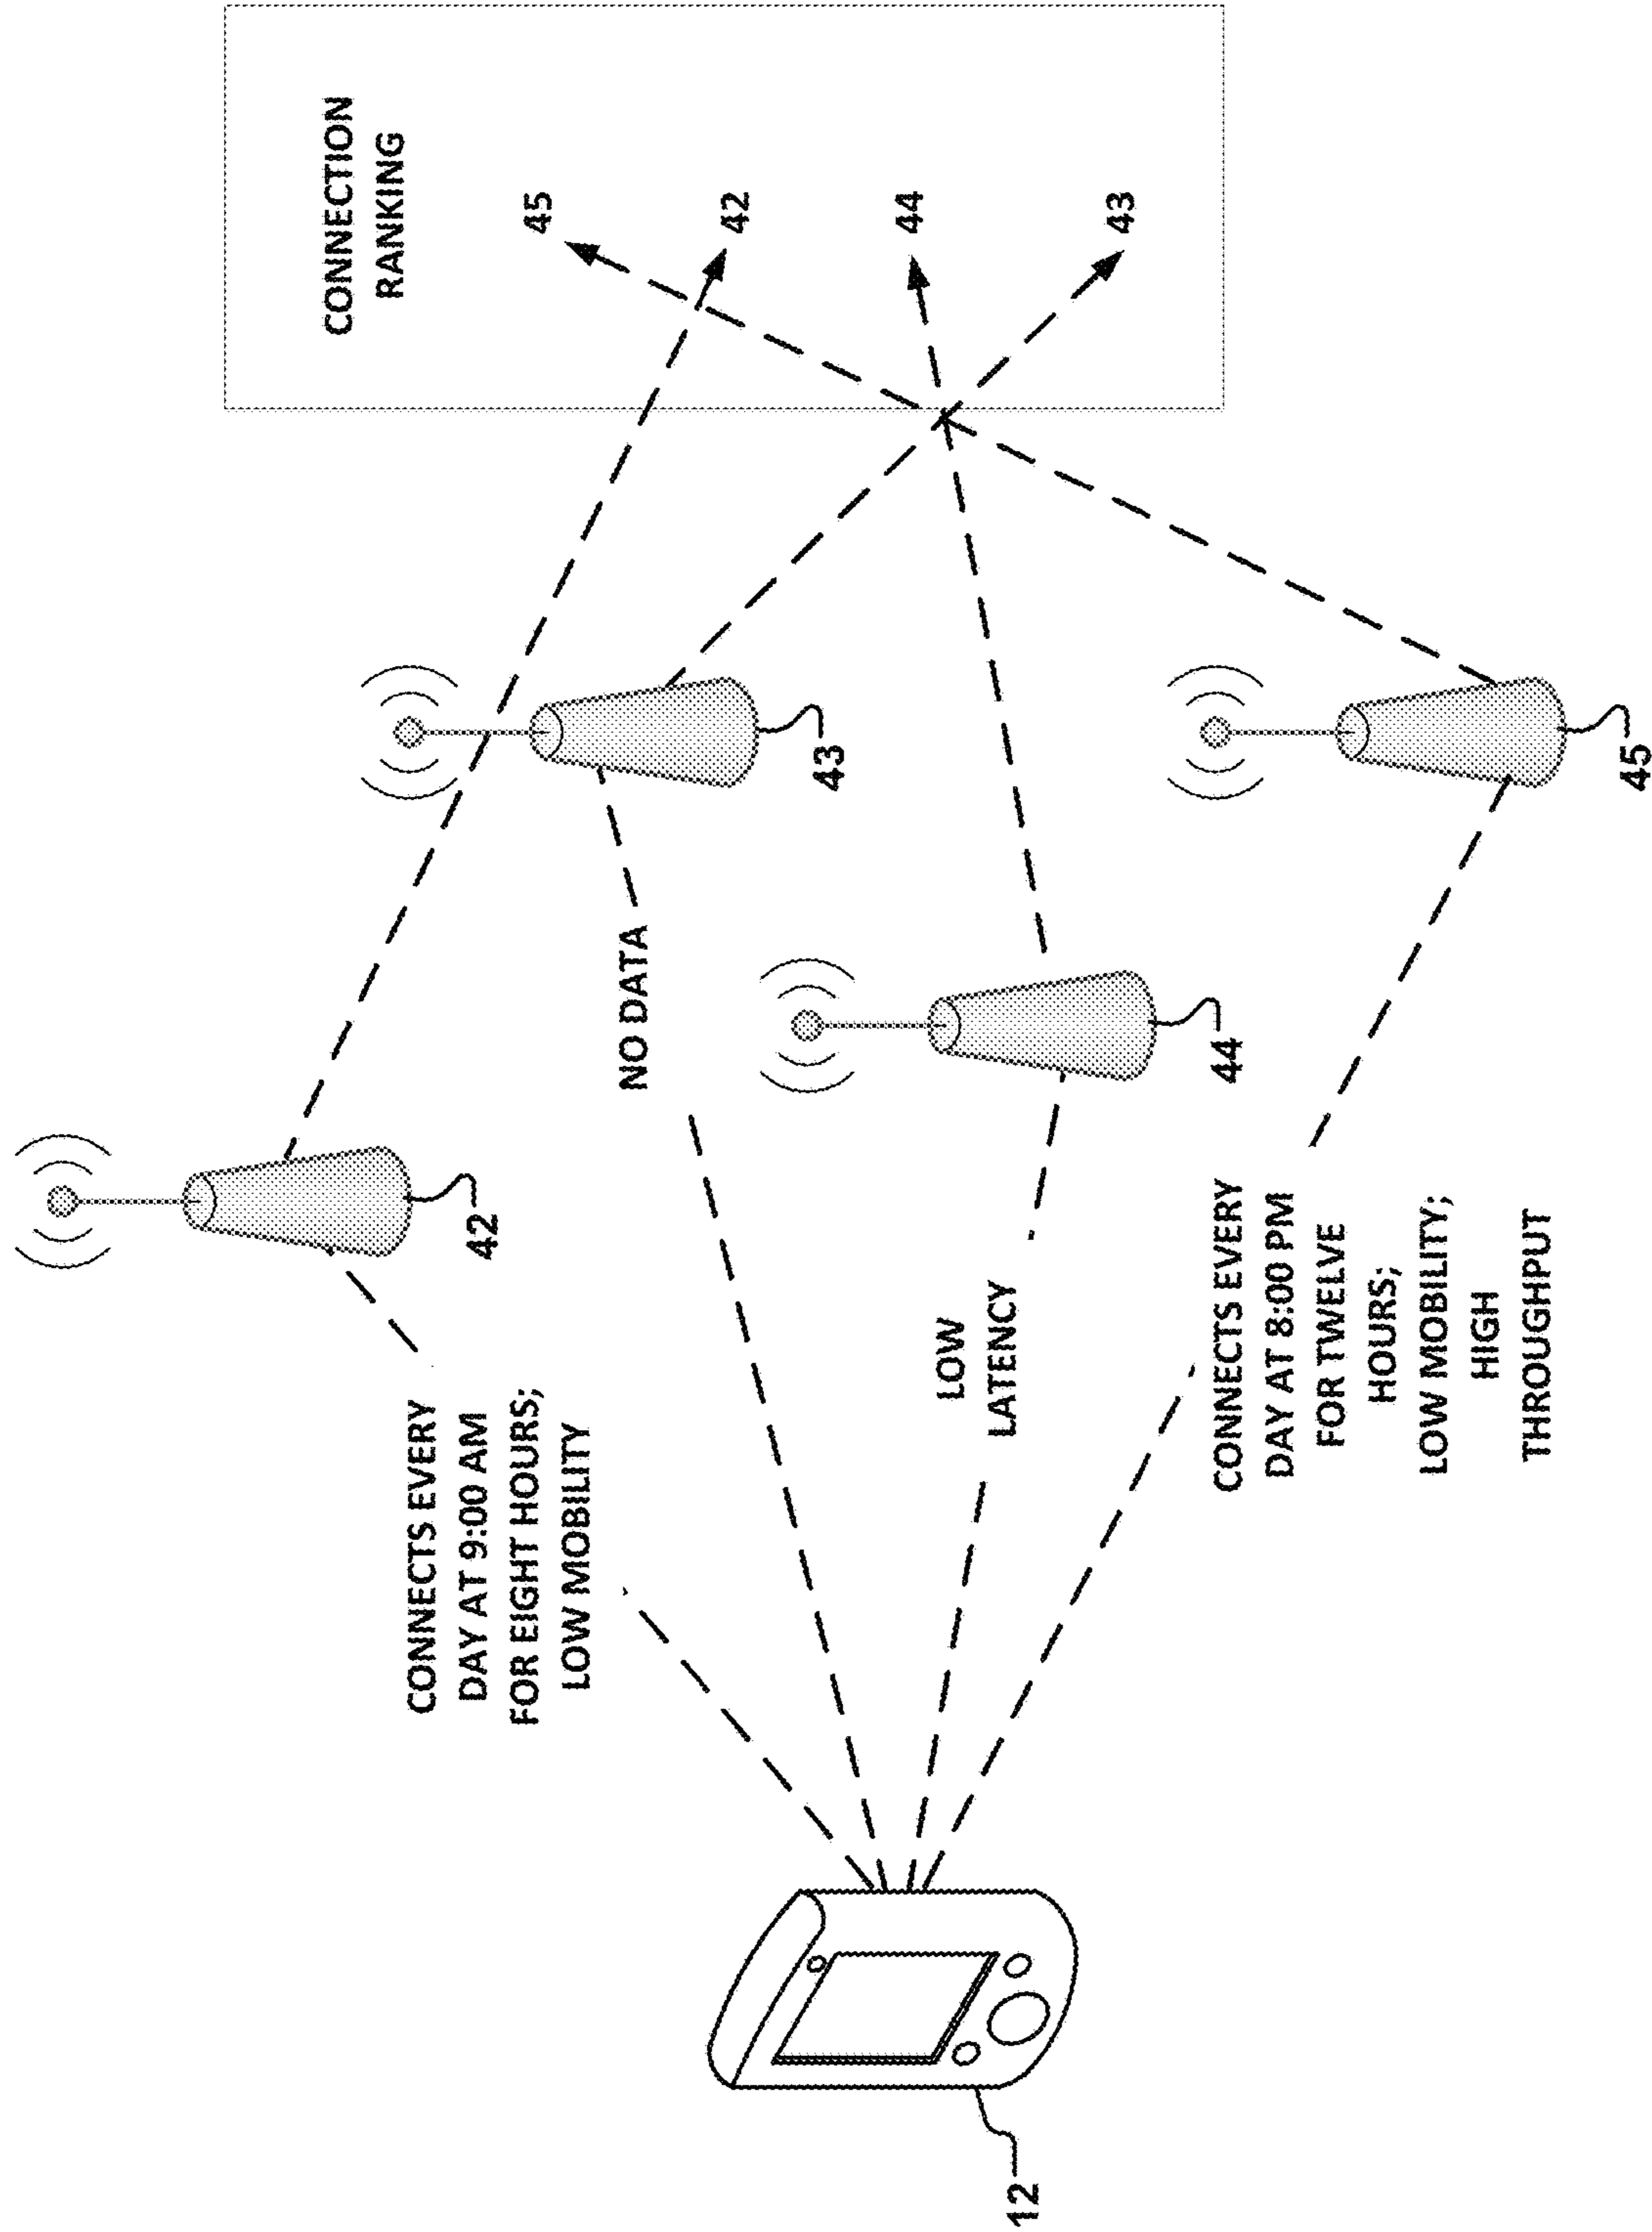 CONNECTION
RANKING
45
42
44
43
42
43
NO DATA
44
45
CONNECTS EVERY
DAY AT 9:00 AM
FOR EIGHT HOURS;
LOW MOBILITY
LOW
LATENCY
CONNECTS EVERY
DAY AT 8:00 PM
FOR TWELVE
HOURS;
LOW MOBILITY;
HIGH
THROUGHPUT
12